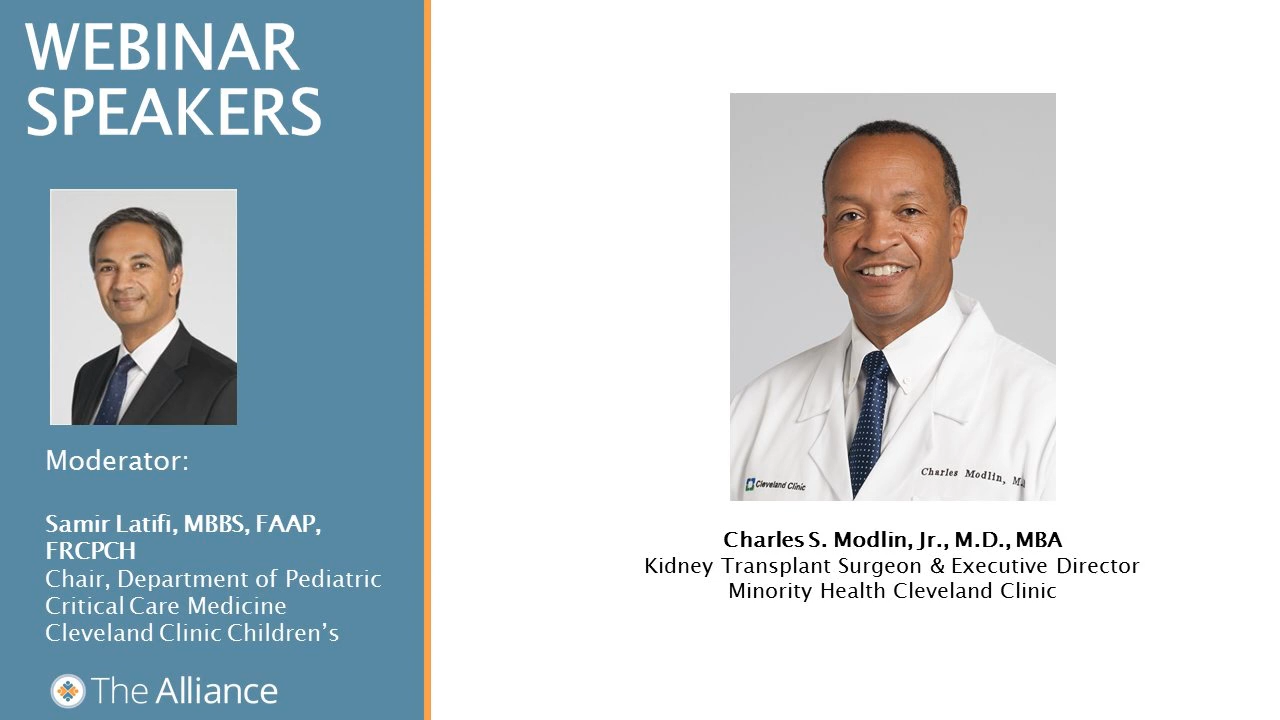 WEBINAR
SPEAKERS
Moderator:
Samir Latifi, MBBS, FAAP,
FRCPCH
Chair, Department of Pediatric
Critical Care Medicine
Cleveland Clinic Children’s
The Alliance
Cleveland Clinic
Charles Modlin, M.D.
Charles S. Modlin, Jr., M.D., MBA
Kidney Transplant Surgeon & Executive Director
Minority Health Cleveland Clinic